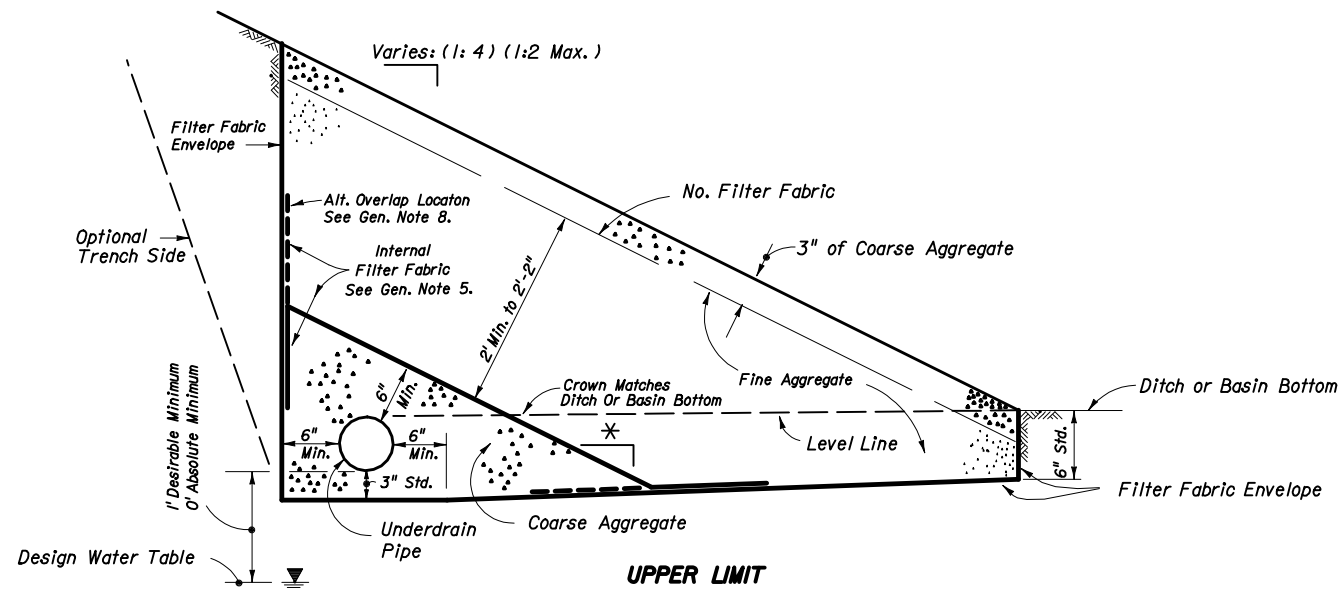 Varies: (1: 4) (1:2 Max.)
Filter Fabric
Envelope
No. Filter Fabric
Alt. Overlap Locaton
See Gen. Note 8.
Optional
Trench Side
Internal
Filter Fabric
See Gen. Note 5.
3" of Coarse Aggregate
2' Min. to 2'-2"
1' Desirable Minimum
0' Absolute Minimum
6"
Min.
Fine Aggregate
Crown Matches
Ditch Or Basin Bottom
Ditch or Basin Bottom
6"
Min.
6"
Min.
*
Level Line
6" Std.
3" Std.
Filter Fabric Envelope
Underdrain
Pipe
Coarse Aggregate
Design Water Table
UPPER LIMIT